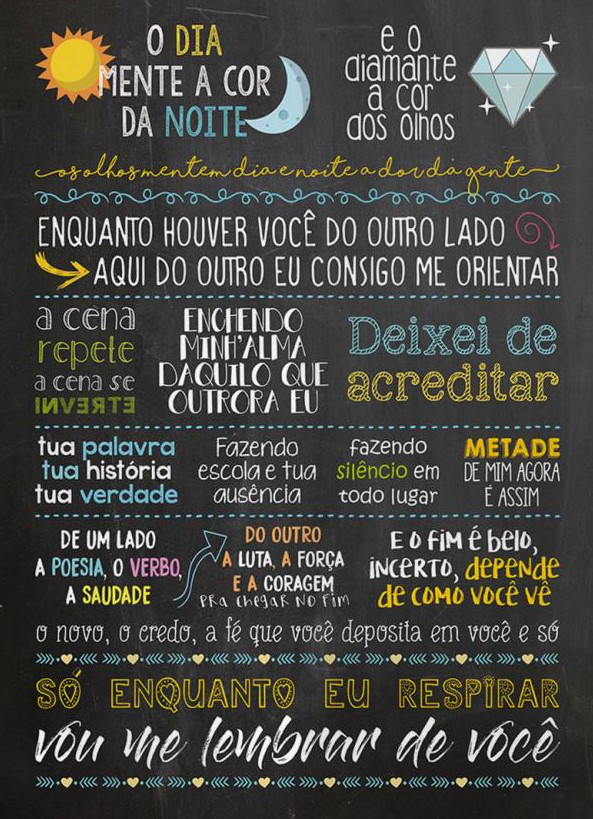 O DIA
MENTE A COR
DA NOITE
e o
diamante
a cor
dos olhos
os olhos mentem dia e noite a dor da gente
ENQUANTO HOUVER VOCÊ DO OUTRO LADO
AQUI DO OUTRO EU CONSIGO ME ORIENTAR
a cena
repete
a cena se
INVERTE
ENCHENDO
MINH'ALMA
DAQUILO QUE
OUTRORA EU
Deixei de
acreditar
tua palavra
tua história
tua verdade
Fazendo
escola e tua
ausência
fazendo
silêncio em
todo lugar
METADE
DE MIM AGORA
É ASSIM
DE UM LADO
A POESIA, O VERBO,
A SAUDADE
DO OUTRO
A LUTA, A FORÇA
E A CORAGEM
PRA CHEGAR NO FIM
E O FIM É BELO,
INCERTO, DEPENDE
DE COMO VOCÊ VÊ
o novo, o credo, a fé que você deposita em você e só
SÓ ENQUANTO EU RESPIRAR
vou me lembrar de você